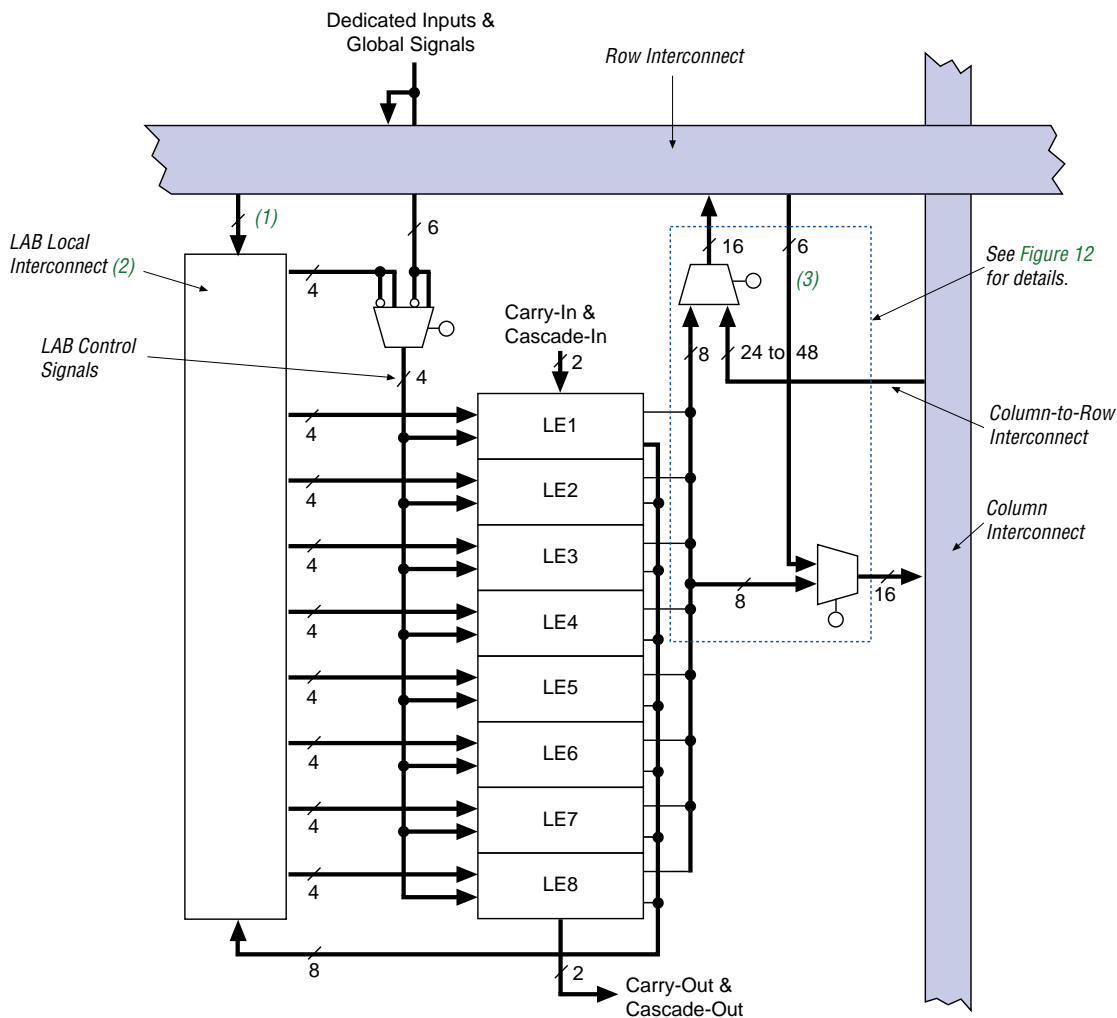 Dedicated Inputs &
Global Signals
Row Interconnect
(1)
6
16
6
(3)
LAB Local
Interconnect (2)
4
See Figure 12
for details.
Carry-In &
Cascade-In
2
8
24 to 48
LAB Control
Signals
4
Column-to-Row
Interconnect
4
LE1
4
LE2
Column
Interconnect
4
LE3
8
16
4
LE4
4
LE5
4
LE6
4
LE7
4
LE8
8
2
Carry-Out &
Cascade-Out